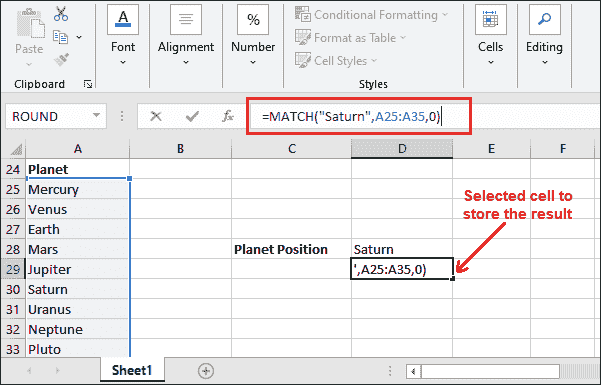 Paste
Clipboard
Font
Alignment
%
Number
Conditional Formatting
Format as Table
Cell Styles
Styles
Cells
Editing
ROUND
fx
=MATCH("Saturn",A25:A35,0)
A B C D E F
24 Planet
25 Mercury
26 Venus
27 Earth
28 Mars Planet Position Saturn
29 Jupiter ',A25:A35,0)
30 Saturn
31 Uranus
32 Neptune
33 Pluto
Selected cell to
store the result
Sheet1